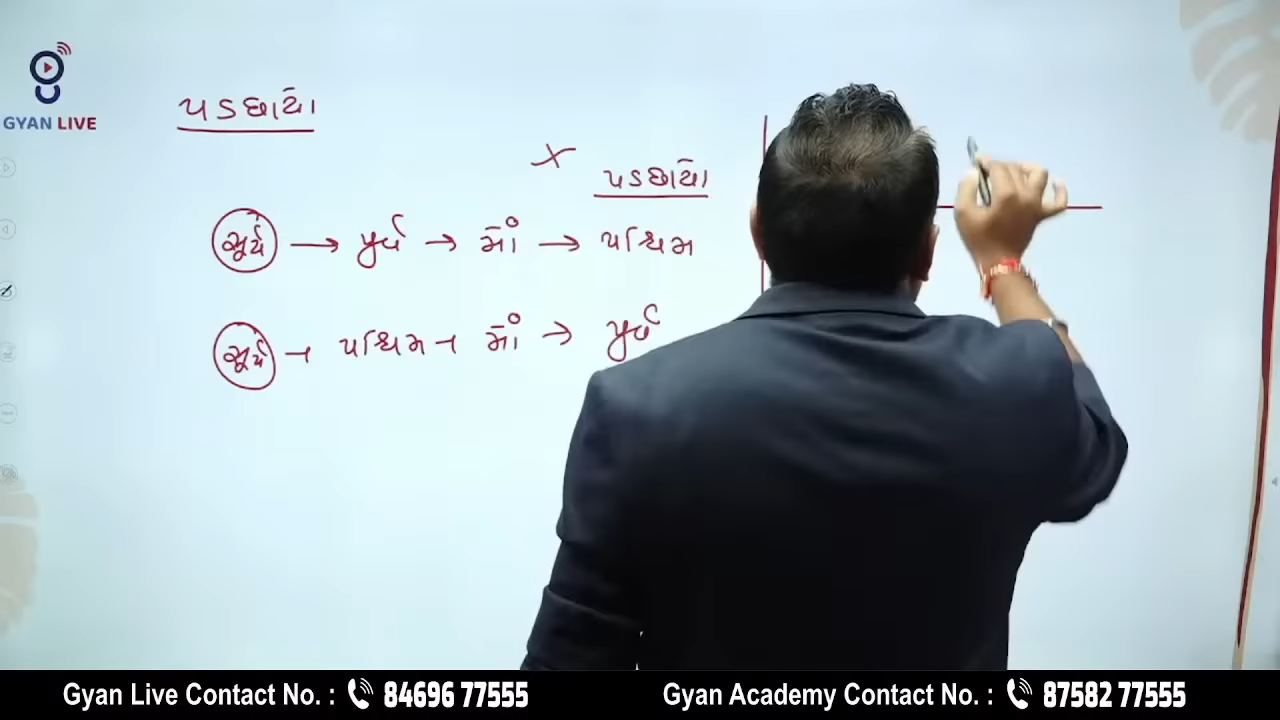 GYAN LIVE
પડછાયો
પડછાયો
સૂર્ય → પૂર્વ → માં → પશ્ચિમ
સૂર્ય → પશ્ચિમ → માં → પૂર્વ
Gyan Live Contact No. : 84696 77555
Gyan Academy Contact No. : 87582 77555